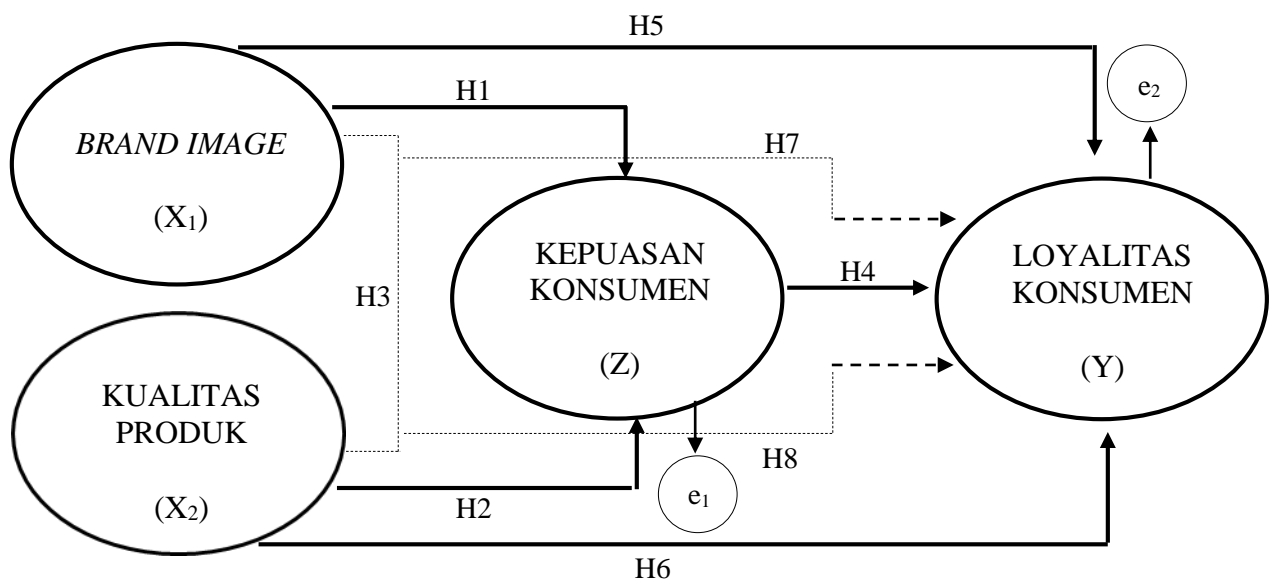 H5
e₂
H1
BRAND IMAGE
(X₁)
H7
KEPUASAN
KONSUMEN
(Z)
H4
LOYALITAS
KONSUMEN
(Y)
H3
KUALITAS
PRODUK
(X₂)
H8
e₁
H2
H6